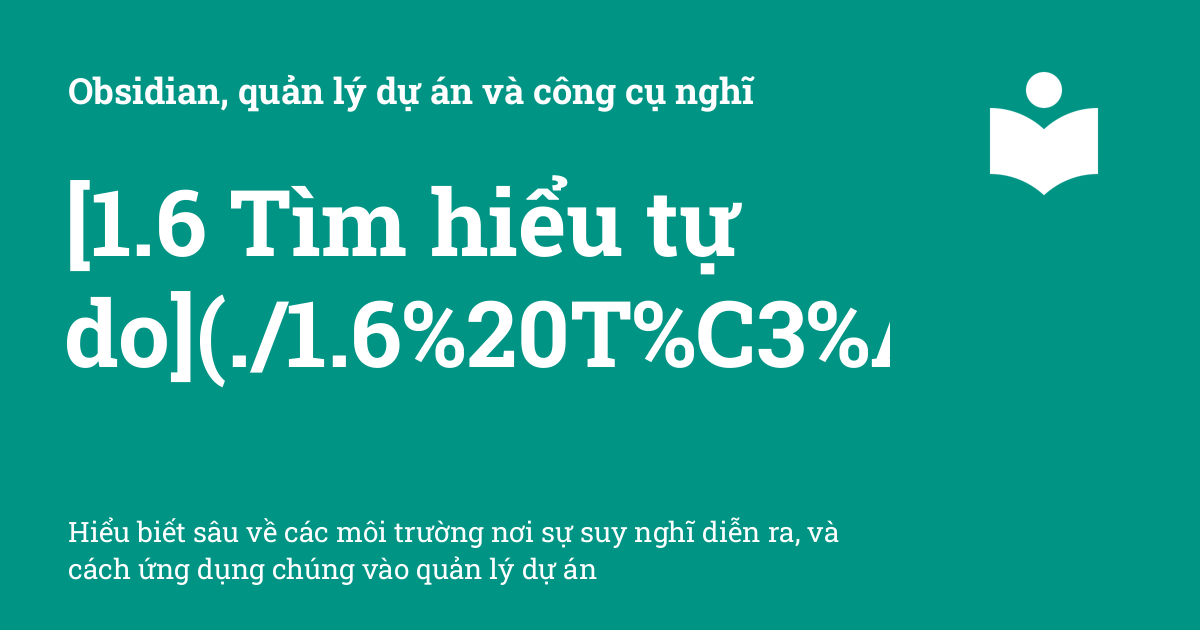 Obsidian, quản lý dự án và công cụ nghĩ
[1.6 Tìm hiểu tự
do](./1.6%20T%C3%
Hiểu biết sâu về các môi trường nơi sự suy nghĩ diễn ra, và
cách ứng dụng chúng vào quản lý dự án